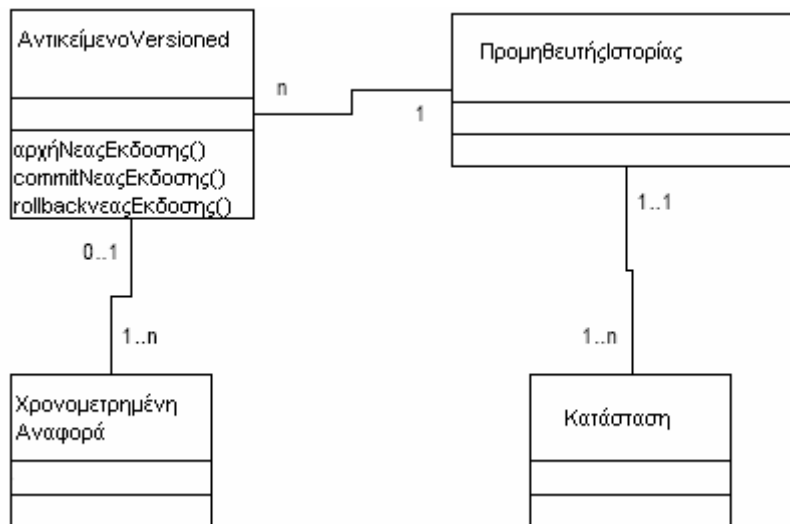 ΑντικείμενοVersioned
ΠρομηθευτήςΙστορίας
n
1
αρχήΝεαςΕκδοσης()
commitΝεαςΕκδοσης()
rollbackνεαςΕκδοσης()
0..1
1..1
1..n
1..n
Χρονομετρημένη
Αναφορά
Κατάσταση